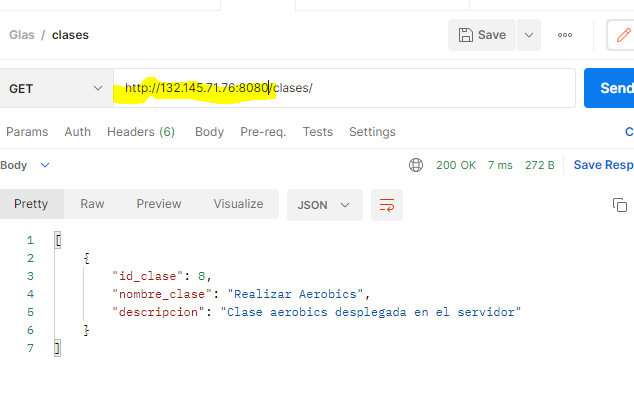 Glas / clases
Save
GET
http://132.145.71.76:8080/clases/
Send
Params Auth Headers (6) Body Pre-req. Tests Settings
Body
200 OK 7 ms 272 B Save Resp
Pretty Raw Preview Visualize JSON
1 [
2 {
3 "id_clase": 8,
4 "nombre_clase": "Realizar Aerobics",
5 "descripcion": "Clase aerobics desplegada en el servidor"
6 }
7 ]